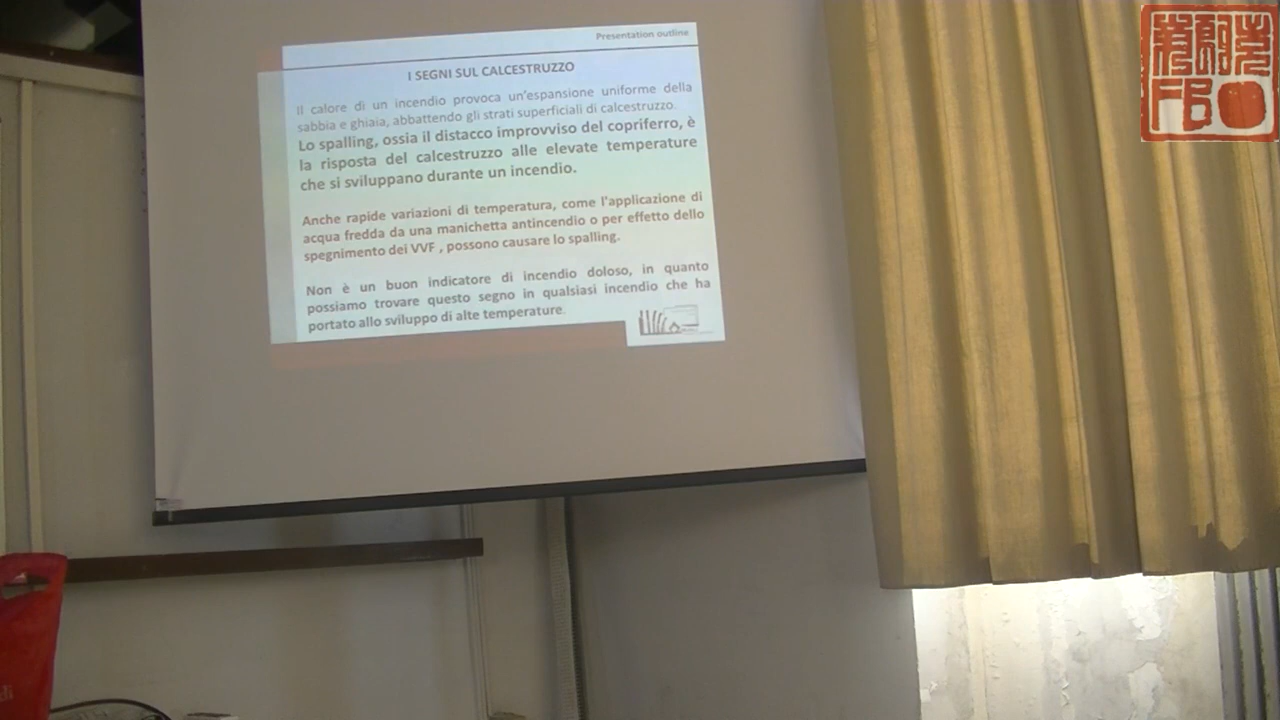 Presentation outline
I SEGNI SUL CALCESTRUZZO
Il calore di un incendio provoca un'espansione uniforme della
sabbia e ghiaia, abbattendo gli strati superficiali di calcestruzzo.
Lo spalling, ossia il distacco improvviso del copriferro, è
la risposta del calcestruzzo alle elevate temperature
che si sviluppano durante un incendio.
Anche rapide variazioni di temperatura, come l'applicazione di
acqua fredda da una manichetta antincendio o per effetto dello
spegnimento dei VVF , possono causare lo spalling.
Non è un buon indicatore di incendio doloso, in quanto
possiamo trovare questo segno in qualsiasi incendio che ha
portato allo sviluppo di alte temperature.